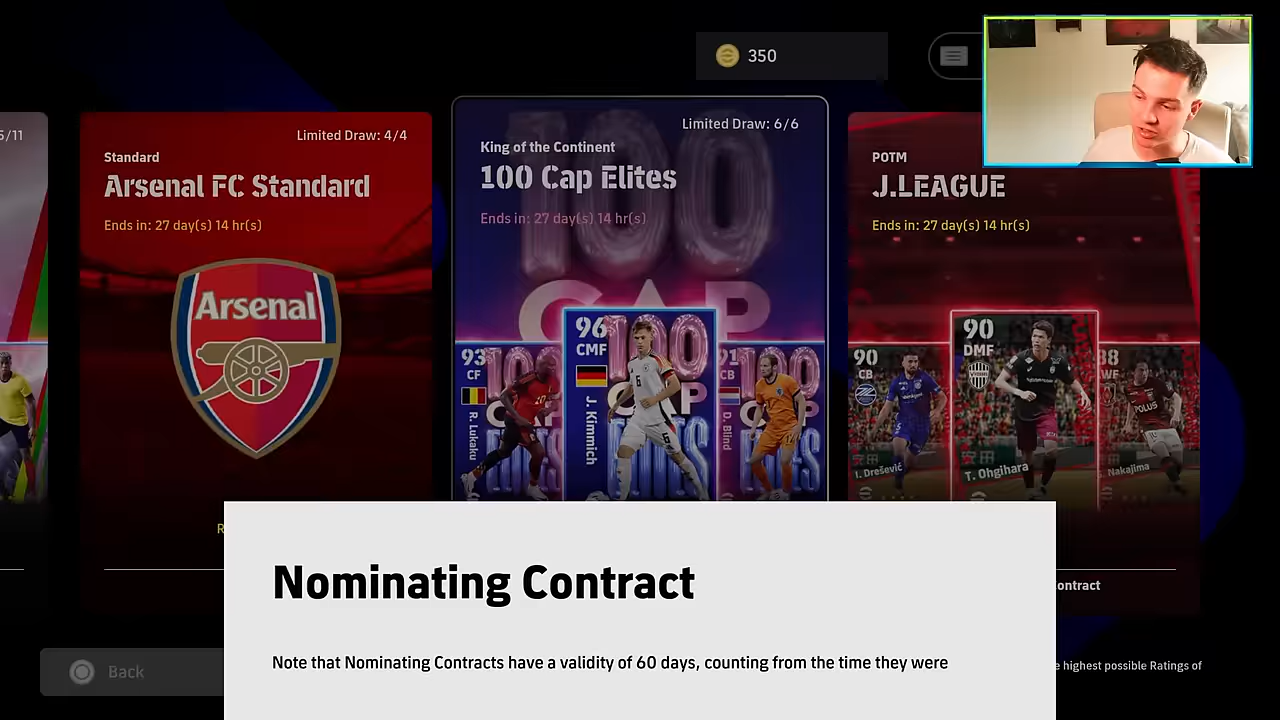 350
5/11
Limited Draw: 4/4
Standard
Arsenal FC Standard
Ends in: 27 day(s) 14 hr(s)
Arsenal
Limited Draw: 6/6
King of the Continent
100 Cap Elites
Ends in: 27 day(s) 14 hr(s)
100
CAP
93
CF
R. Lukaku
96
CMF
J. Kimmich
91
CB
D. Blind
POTM
J.LEAGUE
Ends in: 27 day(s) 14 hr(s)
90
CB
I. Drešević
90
DMF
T. Ohgihara
88
WF
S. Nakajima
POLUS
R
Nominating Contract
Note that Nominating Contracts have a validity of 60 days, counting from the time they were
ontract
e highest possible Ratings of
Back